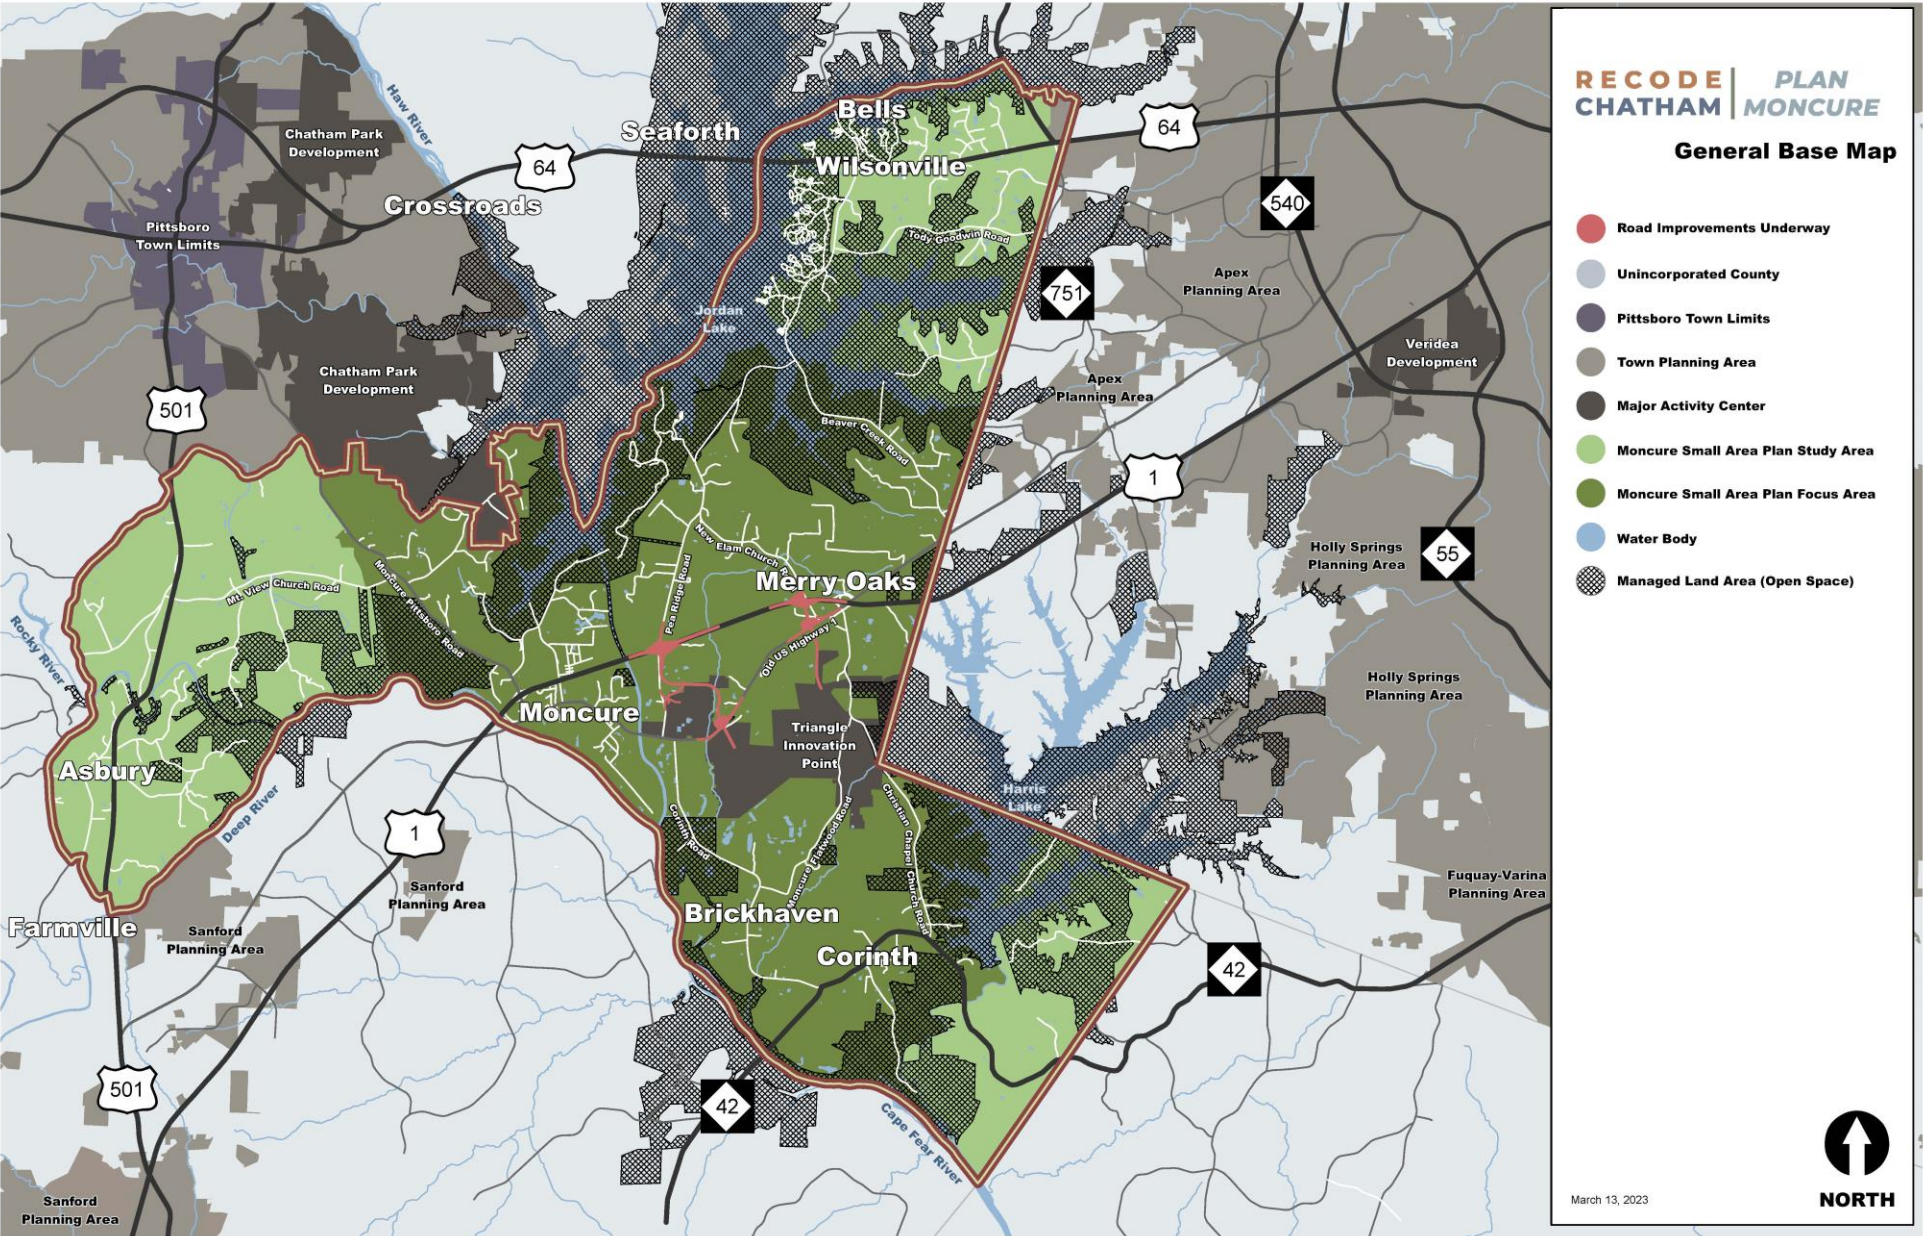 Haw River
Chatham Park
Development
Seaforth
Bells
64
64
Wilsonville
Crossroads
540
Pittsboro
Town Limits
Tody Goodwin Road
751
Apex
Planning Area
Jordan
Lake
Veridea
Development
Chatham Park
Development
Apex
Planning Area
501
Beaver Creek Road
1
New Elam Church R
Holly Springs
Planning Area
55
Merry Oaks
Moncure Pittsboro Road
Mt. View Church Road
Pea Ridge Road
Old US Highway 1
Rocky River
Holly Springs
Planning Area
Moncure
Triangle
Innovation
Point
Asbury
Harris
Lake
Deep River
1
Corinth Road
Moncure Flatwood Road
Christian Chapel Church Road
Sanford
Planning Area
Fuquay-Varina
Planning Area
Brickhaven
Farmville
Sanford
Planning Area
Corinth
42
501
42
Cape Fear River
Sanford
Planning Area
RECODE
CHATHAM
PLAN
MONCURE
General Base Map
Road Improvements Underway
Unincorporated County
Pittsboro Town Limits
Town Planning Area
Major Activity Center
Moncure Small Area Plan Study Area
Moncure Small Area Plan Focus Area
Water Body
Managed Land Area (Open Space)
March 13, 2023
NORTH